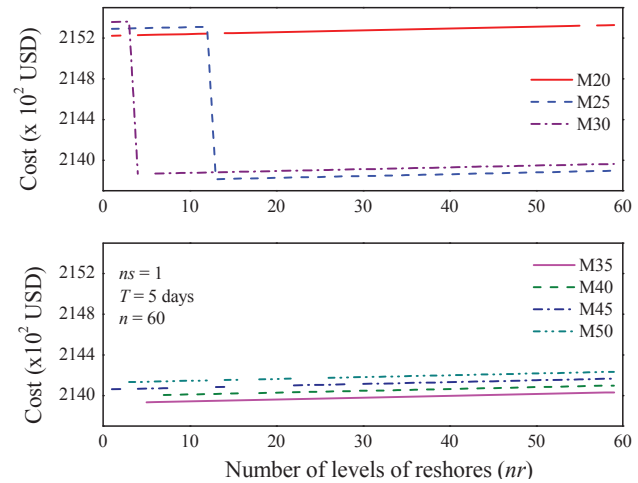 Cost (x 10² USD)
2152
2148
2144
2140
M20
M25
M30
0 10 20 30 40 50 60
Cost (x10² USD)
2152
2148
2144
2140
ns = 1
T = 5 days
n = 60
M35
M40
M45
M50
0 10 20 30 40 50 60
Number of levels of reshores (nr)